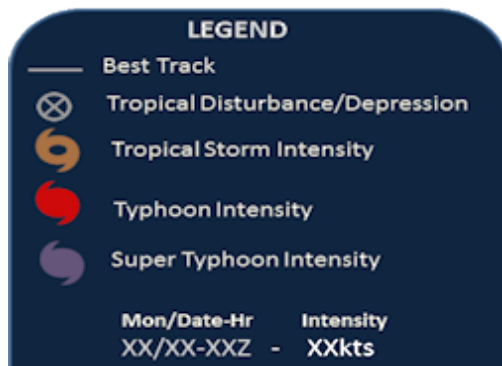 LEGEND
Best Track
Tropical Disturbance/Depression
Tropical Storm Intensity
Typhoon Intensity
Super Typhoon Intensity
Mon/Date-Hr Intensity
XX/XX-XXZ - XXkts